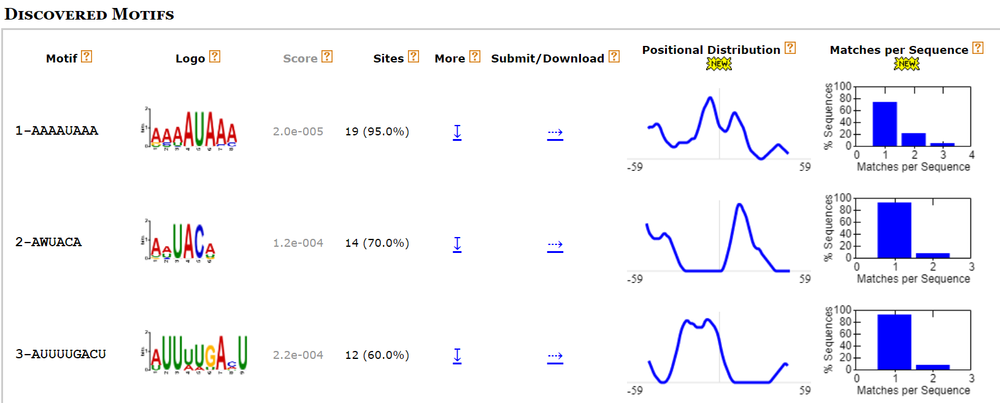 DISCOVERED MOTIFS
Motif ? Logo ? Score ? Sites ? More ? Submit/Download ? Positional Distribution ? Matches per Sequence ?
NEW NEW
1-AAAAUAAA 2.0e-005 19 (95.0%) ↧ ⇢
-59 59
% Sequences
100
80
60
40
20
0
0 1 2 3 4
Matches per Sequence
2-AWUACA 1.2e-004 14 (70.0%) ↧ ⇢
-59 59
% Sequences
100
80
60
40
20
0
0 1 2 3
Matches per Sequence
3-AUUUUGACU 2.2e-004 12 (60.0%) ↧ ⇢
-59 59
% Sequences
100
80
60
40
20
0
0 1 2 3
Matches per Sequence